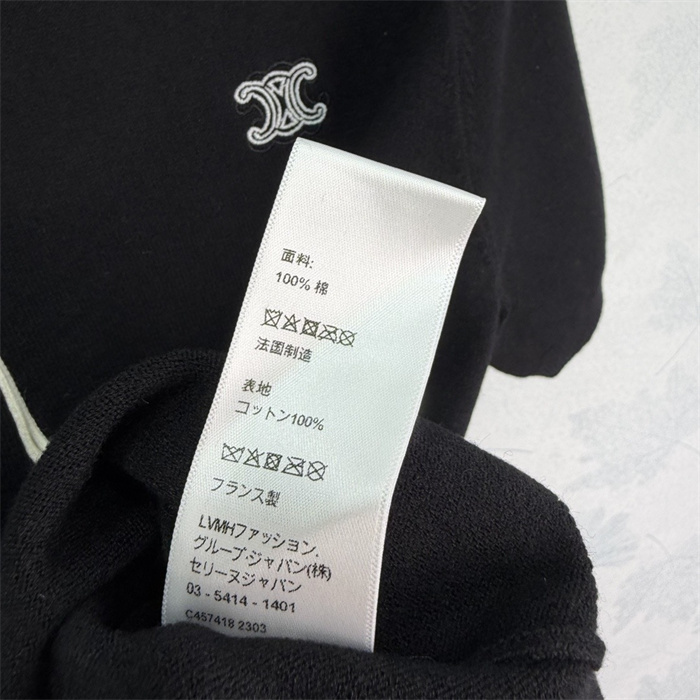 面料:
100% 棉
法国制造
表地
コットン100%
フランス製
LVMHファッション.
グループ・ジャパン(株)
セリーヌジャパン
03 - 5414 - 1401
C457418 2303